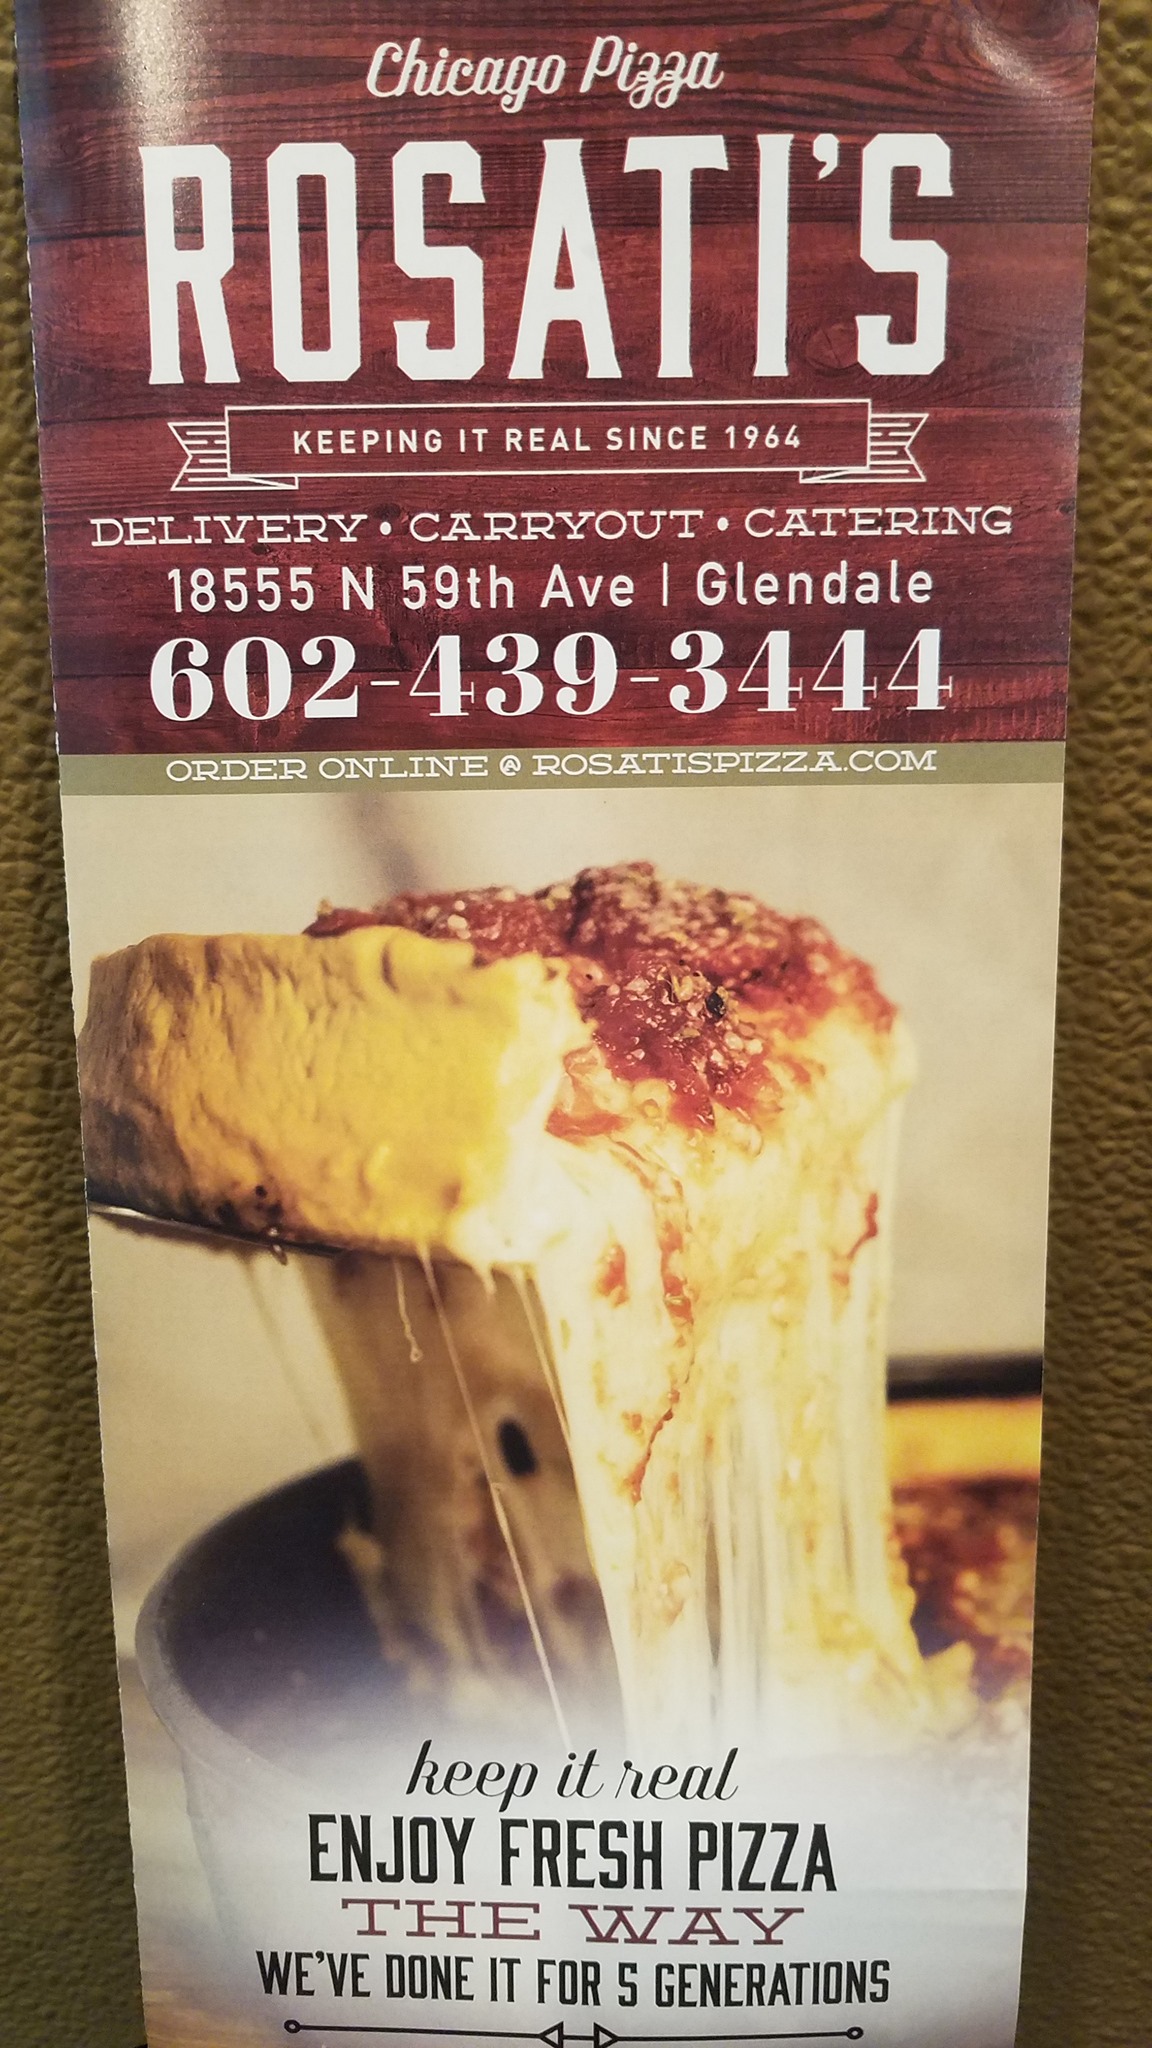 Chicago Pizza
ROSATI'S
KEEPING IT REAL SINCE 1964
DELIVERY • CARRYOUT • CATERING
18555 N 59th Ave | Glendale
602-439-3444
ORDER ONLINE @ ROSATISPIZZA.COM
keep it real
ENJOY FRESH PIZZA
THE WAY
WE'VE DONE IT FOR 5 GENERATIONS